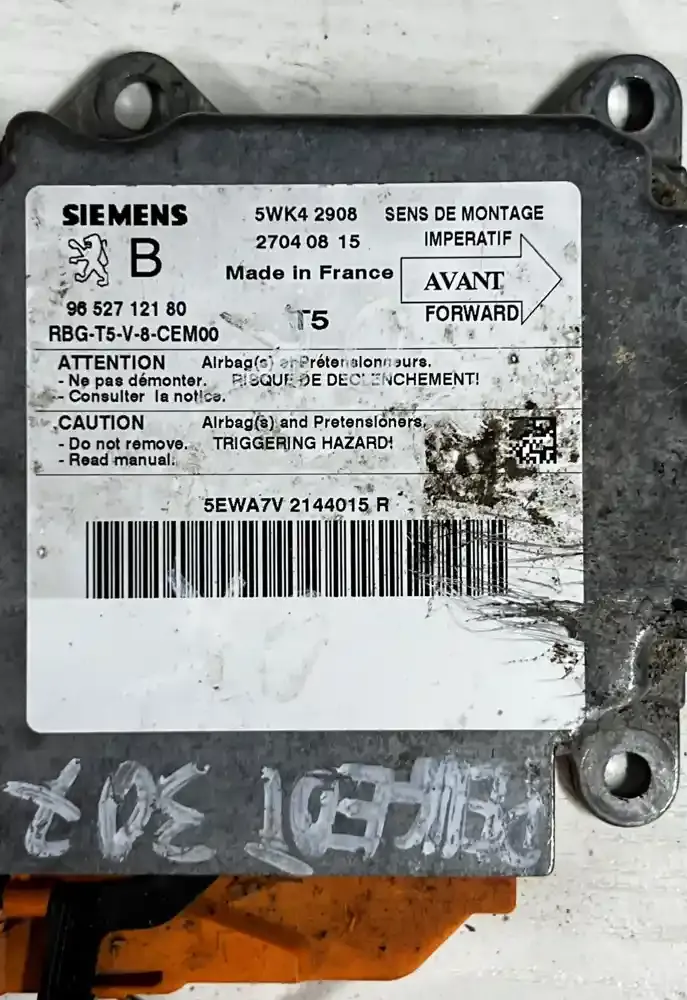 SIEMENS
5WK4 2908
SENS DE MONTAGE
B
2704 08 15
IMPERATIF
Made in France
AVANT
96 527 121 80
T5
FORWARD
RBG-T5-V-8-CEM00
ATTENTION Airbag(s) et Prétensionneurs.
- Ne pas démonter. RISQUE DE DECLENCHEMENT!
- Consulter la notice.
CAUTION Airbag(s) and Pretensioners.
- Do not remove. TRIGGERING HAZARD!
- Read manual.
5EWA7V 2144015 R
307